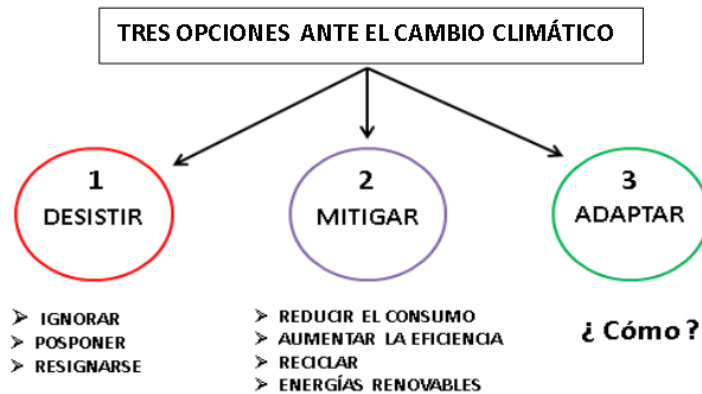 TRES OPCIONES ANTE EL CAMBIO CLIMÁTICO
1
DESISTIR
2
MITIGAR
3
ADAPTAR
➢ IGNORAR
➢ POSPONER
➢ RESIGNARSE
➢ REDUCIR EL CONSUMO
➢ AUMENTAR LA EFICIENCIA
➢ RECICLAR
➢ ENERGÍAS RENOVABLES
¿ Cómo ?